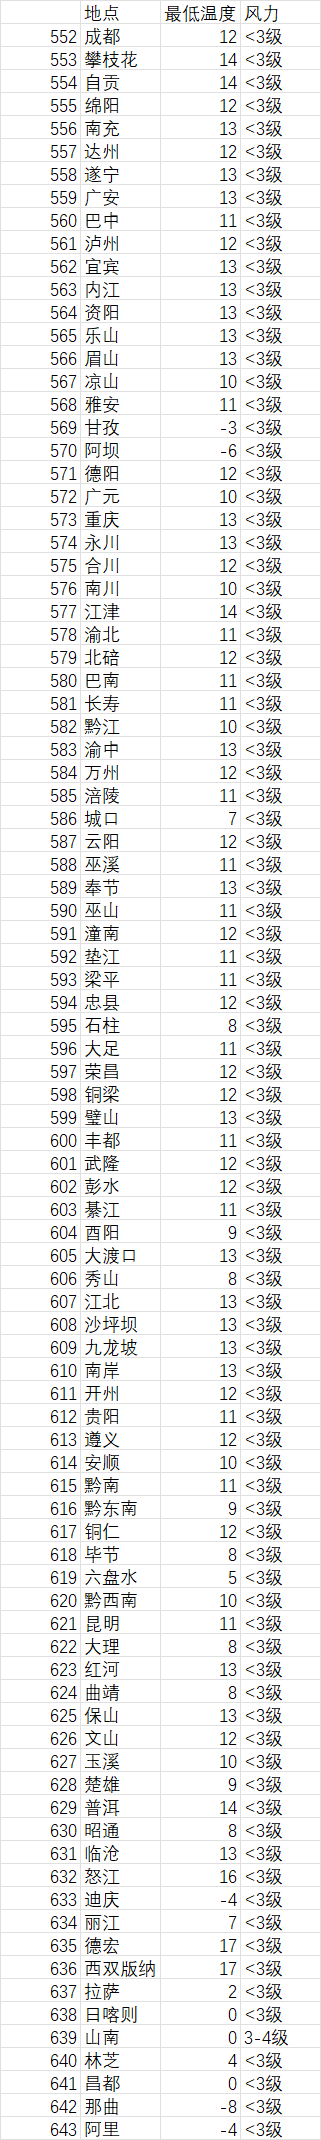 地点 最低温度 风力
552 成都 12 <3级
553 攀枝花 14 <3级
554 自贡 14 <3级
555 绵阳 12 <3级
556 南充 13 <3级
557 达州 12 <3级
558 遂宁 13 <3级
559 广安 13 <3级
560 巴中 11 <3级
561 泸州 12 <3级
562 宜宾 13 <3级
563 内江 13 <3级
564 资阳 13 <3级
565 乐山 13 <3级
566 眉山 13 <3级
567 凉山 10 <3级
568 雅安 11 <3级
569 甘孜 -3 <3级
570 阿坝 -6 <3级
571 德阳 12 <3级
572 广元 10 <3级
573 重庆 13 <3级
574 永川 13 <3级
575 合川 12 <3级
576 南川 10 <3级
577 江津 14 <3级
578 渝北 11 <3级
579 北碚 12 <3级
580 巴南 11 <3级
581 长寿 11 <3级
582 黔江 10 <3级
583 渝中 13 <3级
584 万州 12 <3级
585 涪陵 11 <3级
586 城口 7 <3级
587 云阳 12 <3级
588 巫溪 11 <3级
589 奉节 13 <3级
590 巫山 11 <3级
591 潼南 12 <3级
592 垫江 11 <3级
593 梁平 11 <3级
594 忠县 12 <3级
595 石柱 8 <3级
596 大足 11 <3级
597 荣昌 12 <3级
598 铜梁 12 <3级
599 璧山 13 <3级
600 丰都 11 <3级
601 武隆 12 <3级
602 彭水 12 <3级
603 綦江 11 <3级
604 酉阳 9 <3级
605 大渡口 13 <3级
606 秀山 8 <3级
607 江北 13 <3级
608 沙坪坝 13 <3级
609 九龙坡 13 <3级
610 南岸 13 <3级
611 开州 12 <3级
612 贵阳 11 <3级
613 遵义 12 <3级
614 安顺 10 <3级
615 黔南 11 <3级
616 黔东南 9 <3级
617 铜仁 12 <3级
618 毕节 8 <3级
619 六盘水 5 <3级
620 黔西南 10 <3级
621 昆明 11 <3级
622 大理 8 <3级
623 红河 13 <3级
624 曲靖 8 <3级
625 保山 13 <3级
626 文山 12 <3级
627 玉溪 10 <3级
628 楚雄 9 <3级
629 普洱 14 <3级
630 昭通 8 <3级
631 临沧 13 <3级
632 怒江 16 <3级
633 迪庆 -4 <3级
634 丽江 7 <3级
635 德宏 17 <3级
636 西双版纳 17 <3级
637 拉萨 2 <3级
638 日喀则 0 <3级
639 山南 0 3-4级
640 林芝 4 <3级
641 昌都 0 <3级
642 那曲 -8 <3级
643 阿里 -4 <3级